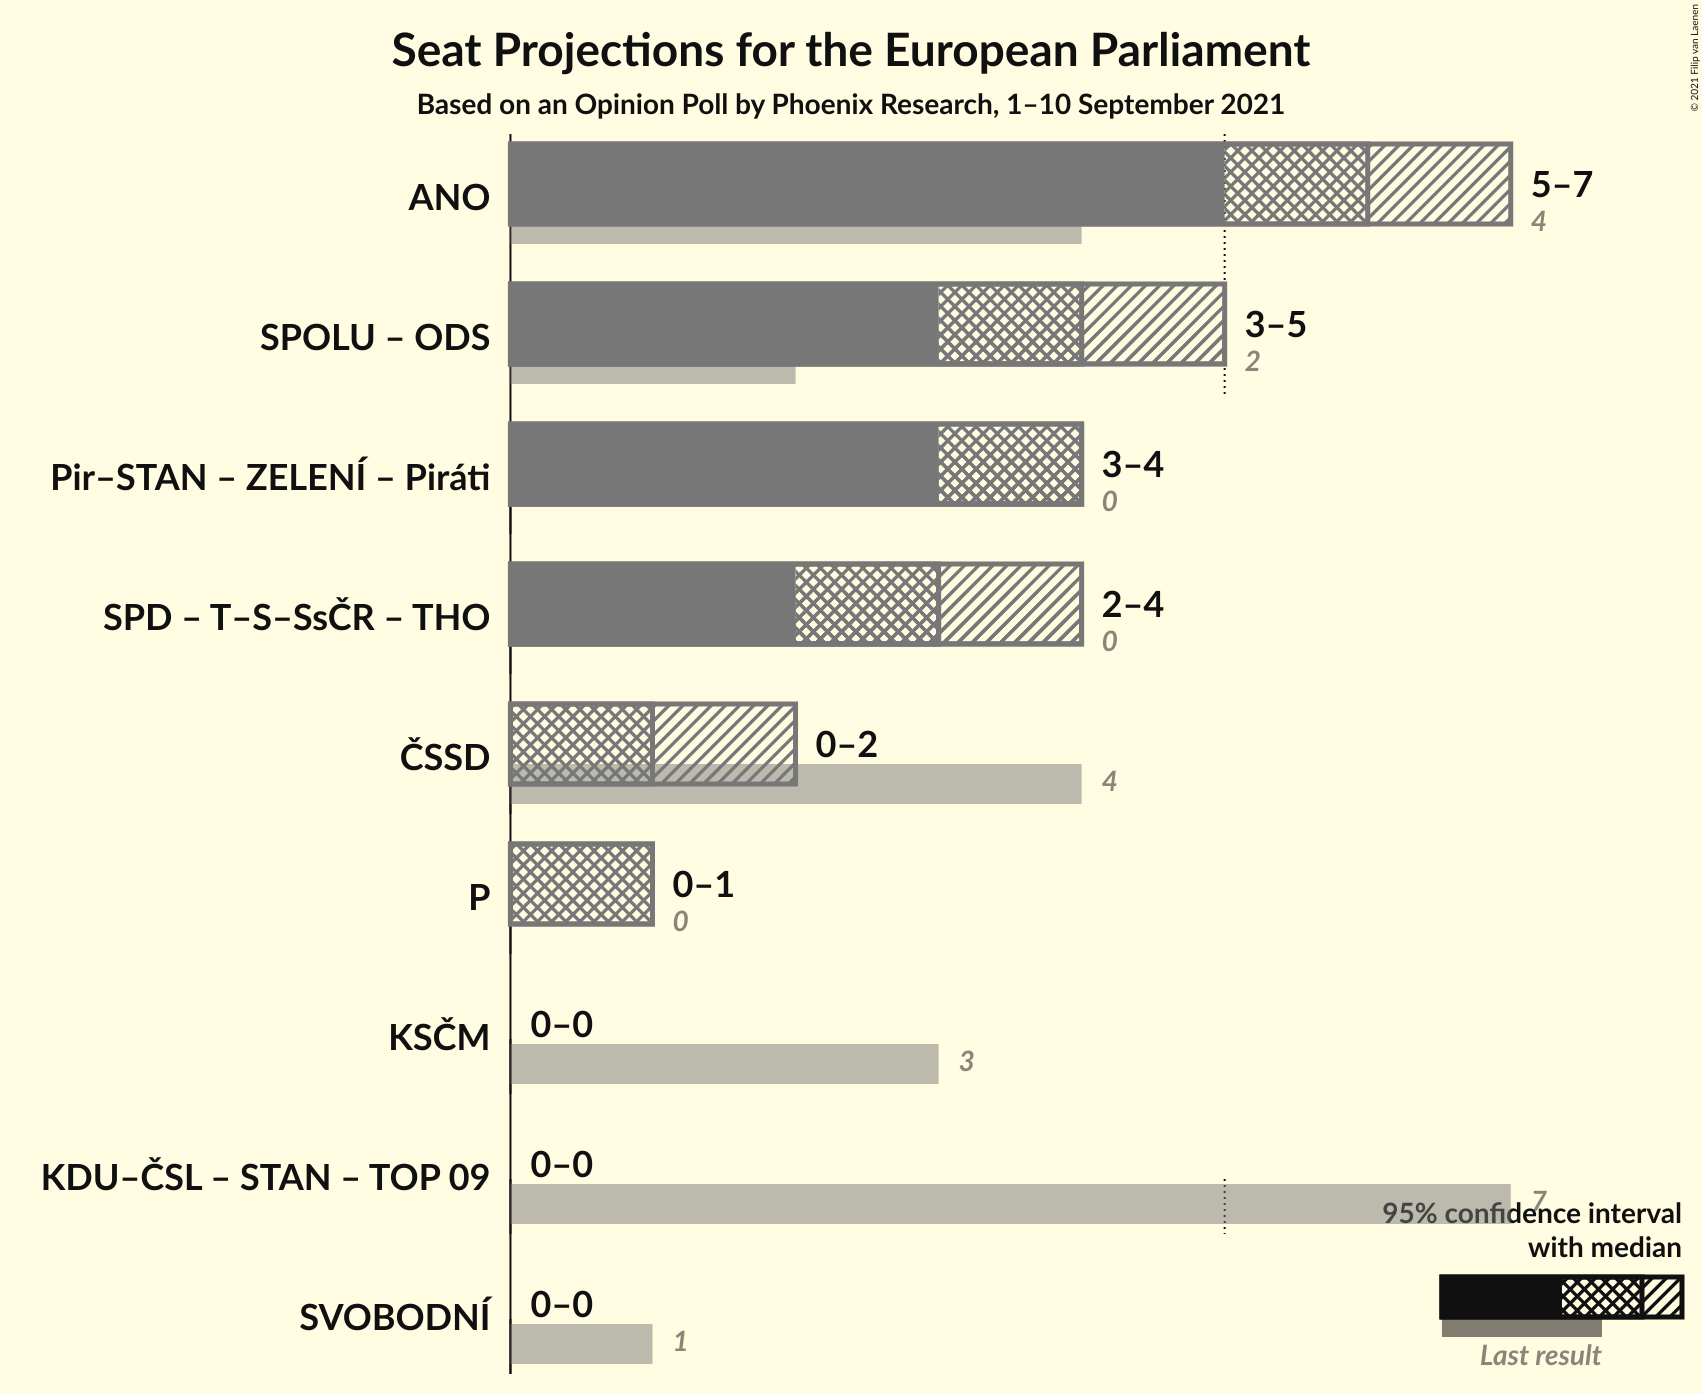 Seat Projections for the European Parliament
Based on an Opinion Poll by Phoenix Research, 1–10 September 2021
© 2021 Filip van Laenen
ANO
5–7
4
SPOLU – ODS
3–5
2
Pir–STAN – ZELENÍ – Piráti
3–4
0
SPD – T–S–SsČR – THO
2–4
0
ČSSD
0–2
4
P
0–1
0
KSČM
0–0
3
KDU–ČSL – STAN – TOP 09
0–0
7
SVOBODNÍ
0–0
1
95% confidence interval
with median
Last result